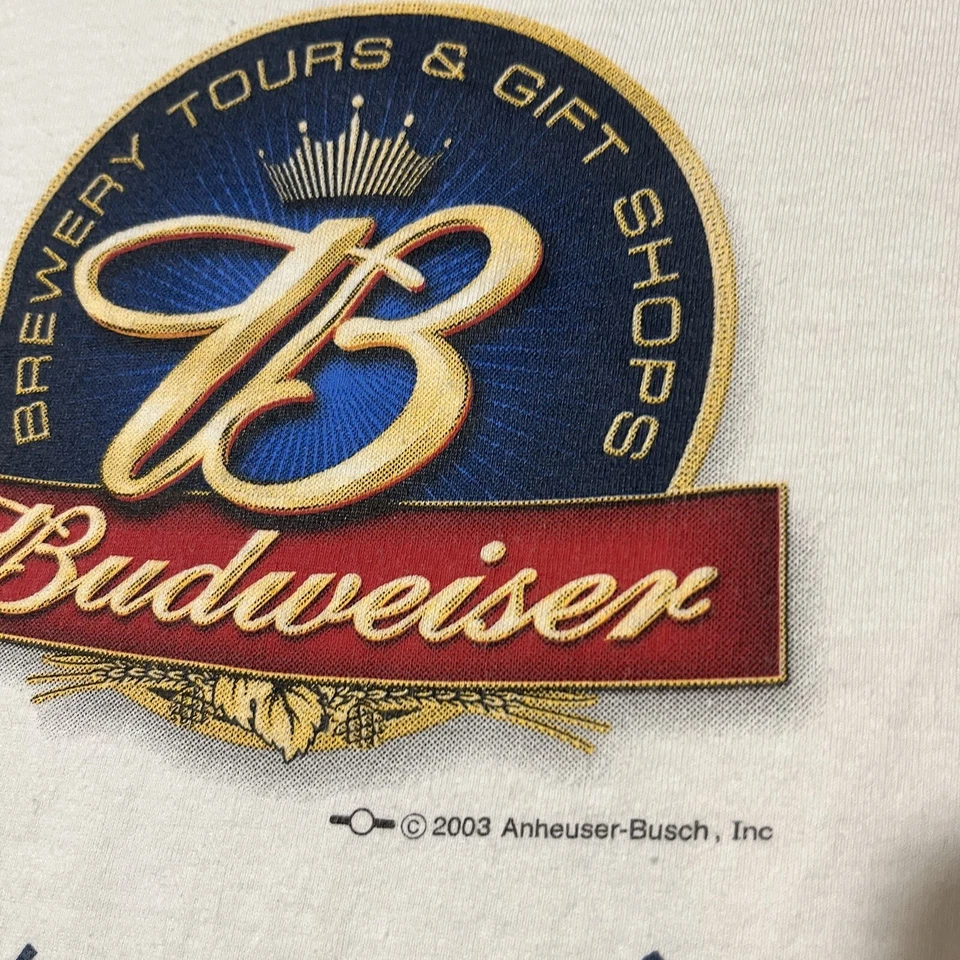 BREWERY TOURS & GIFT SHOPS
B
Budweiser
© 2003 Anheuser-Busch, Inc